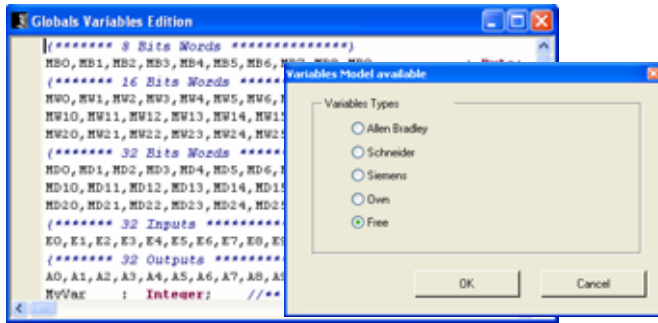 Globals Variables Edition
(******* 8 Bits Words **************)
MB0,MB1,MB2,MB3,MB4,MB5,MB6,
(******* 16 Bits Words *****
MW0,MW1,MW2,MW3,MW4,MW5,MW6,
MW10,MW11,MW12,MW13,MW14,MW15
MW20,MW21,MW22,MW23,MW24,MW25
(******* 32 Bits Words *****
MD0,MD1,MD2,MD3,MD4,MD5,MD6,
MD10,MD11,MD12,MD13,MD14,MD15
MD20,MD21,MD22,MD23,MD24,MD25
(******* 32 Inputs *********
E0,E1,E2,E3,E4,E5,E6,E7,E8,E9
(******* 32 Outputs ********
A0,A1,A2,A3,A4,A5,A6,A7,A8,A9
MyVar : Integer; //**
Variables Model available
Variables Types
Allen Bradley
Schneider
Siemens
Own
Free
OK Cancel